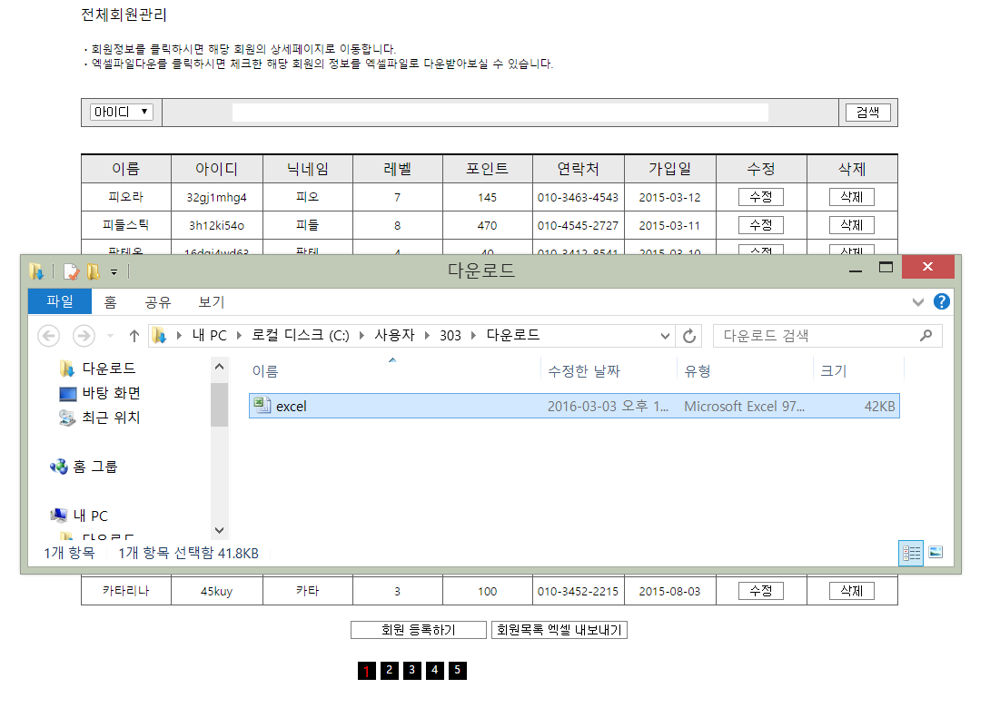 전체회원관리
· 회원정보를 클릭하시면 해당 회원의 상세페이지로 이동합니다.
· 엑셀파일다운를 클릭하시면 체크한 해당 회원의 정보를 엑셀파일로 다운받아보실 수 있습니다.
아이디 ▼ 검색
이름 아이디 닉네임 레벨 포인트 연락처 가입일 수정 삭제
피오라 32gj1mhg4 피오 7 145 010-3463-4543 2015-03-12 수정 삭제
피들스틱 3h12ki54o 피들 8 470 010-4545-2727 2015-03-11 수정 삭제
판테온 16dgj4wd63 판테 4 40 010-3412-8541 2015-03-10 수정 삭제
다운로드
파일 홈 공유 보기
내 PC 로컬 디스크 (C:) 사용자 303 다운로드 다운로드 검색
다운로드
바탕 화면
최근 위치
홈 그룹
내 PC
다운로드
이름 수정한 날짜 유형 크기
excel 2016-03-03 오후 1... Microsoft Excel 97... 42KB
1개 항목 1개 항목 선택함 41.8KB
카타리나 45kuy 카타 3 100 010-3452-2215 2015-08-03 수정 삭제
회원 등록하기 회원목록 엑셀 내보내기
1 2 3 4 5